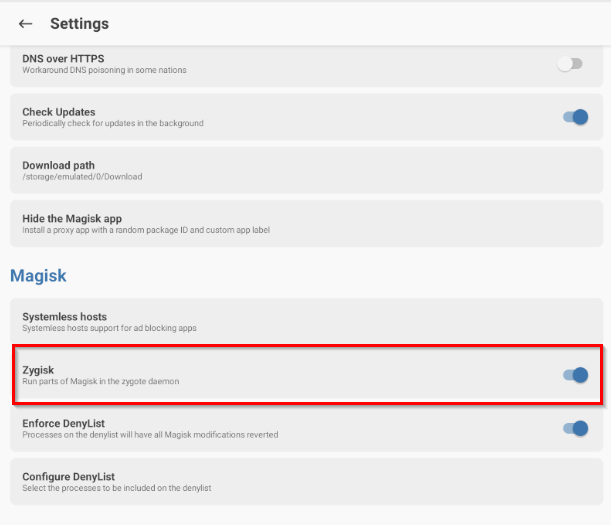 Settings
DNS over HTTPS
Workaround DNS poisoning in some nations
Check Updates
Periodically check for updates in the background
Download path
/storage/emulated/0/Download
Hide the Magisk app
Install a proxy app with a random package ID and custom app label
Magisk
Systemless hosts
Systemless hosts support for ad blocking apps
Zygisk
Run parts of Magisk in the zygote daemon
Enforce DenyList
Processes on the denylist will have all Magisk modifications reverted
Configure DenyList
Select the processes to be included on the denylist